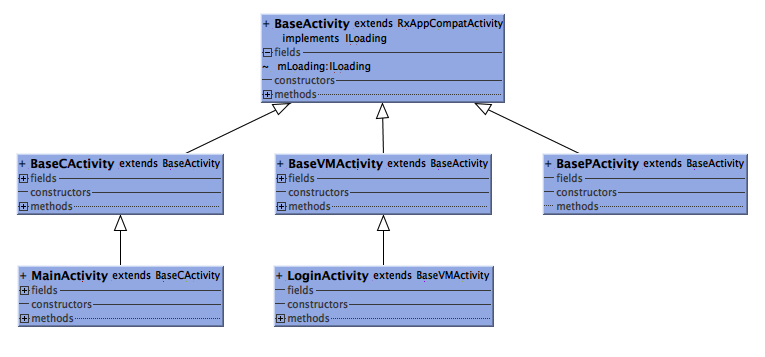 + BaseActivity extends RxAppCompatActivity
implements ILoading
fields
~ mLoading:ILoading
constructors
methods
+ BaseCActivity extends BaseActivity
fields
constructors
methods
+ BaseVMActivity extends BaseActivity
fields
constructors
methods
+ BasePActivity extends BaseActivity
fields
constructors
methods
+ MainActivity extends BaseCActivity
fields
constructors
methods
+ LoginActivity extends BaseVMActivity
fields
constructors
methods